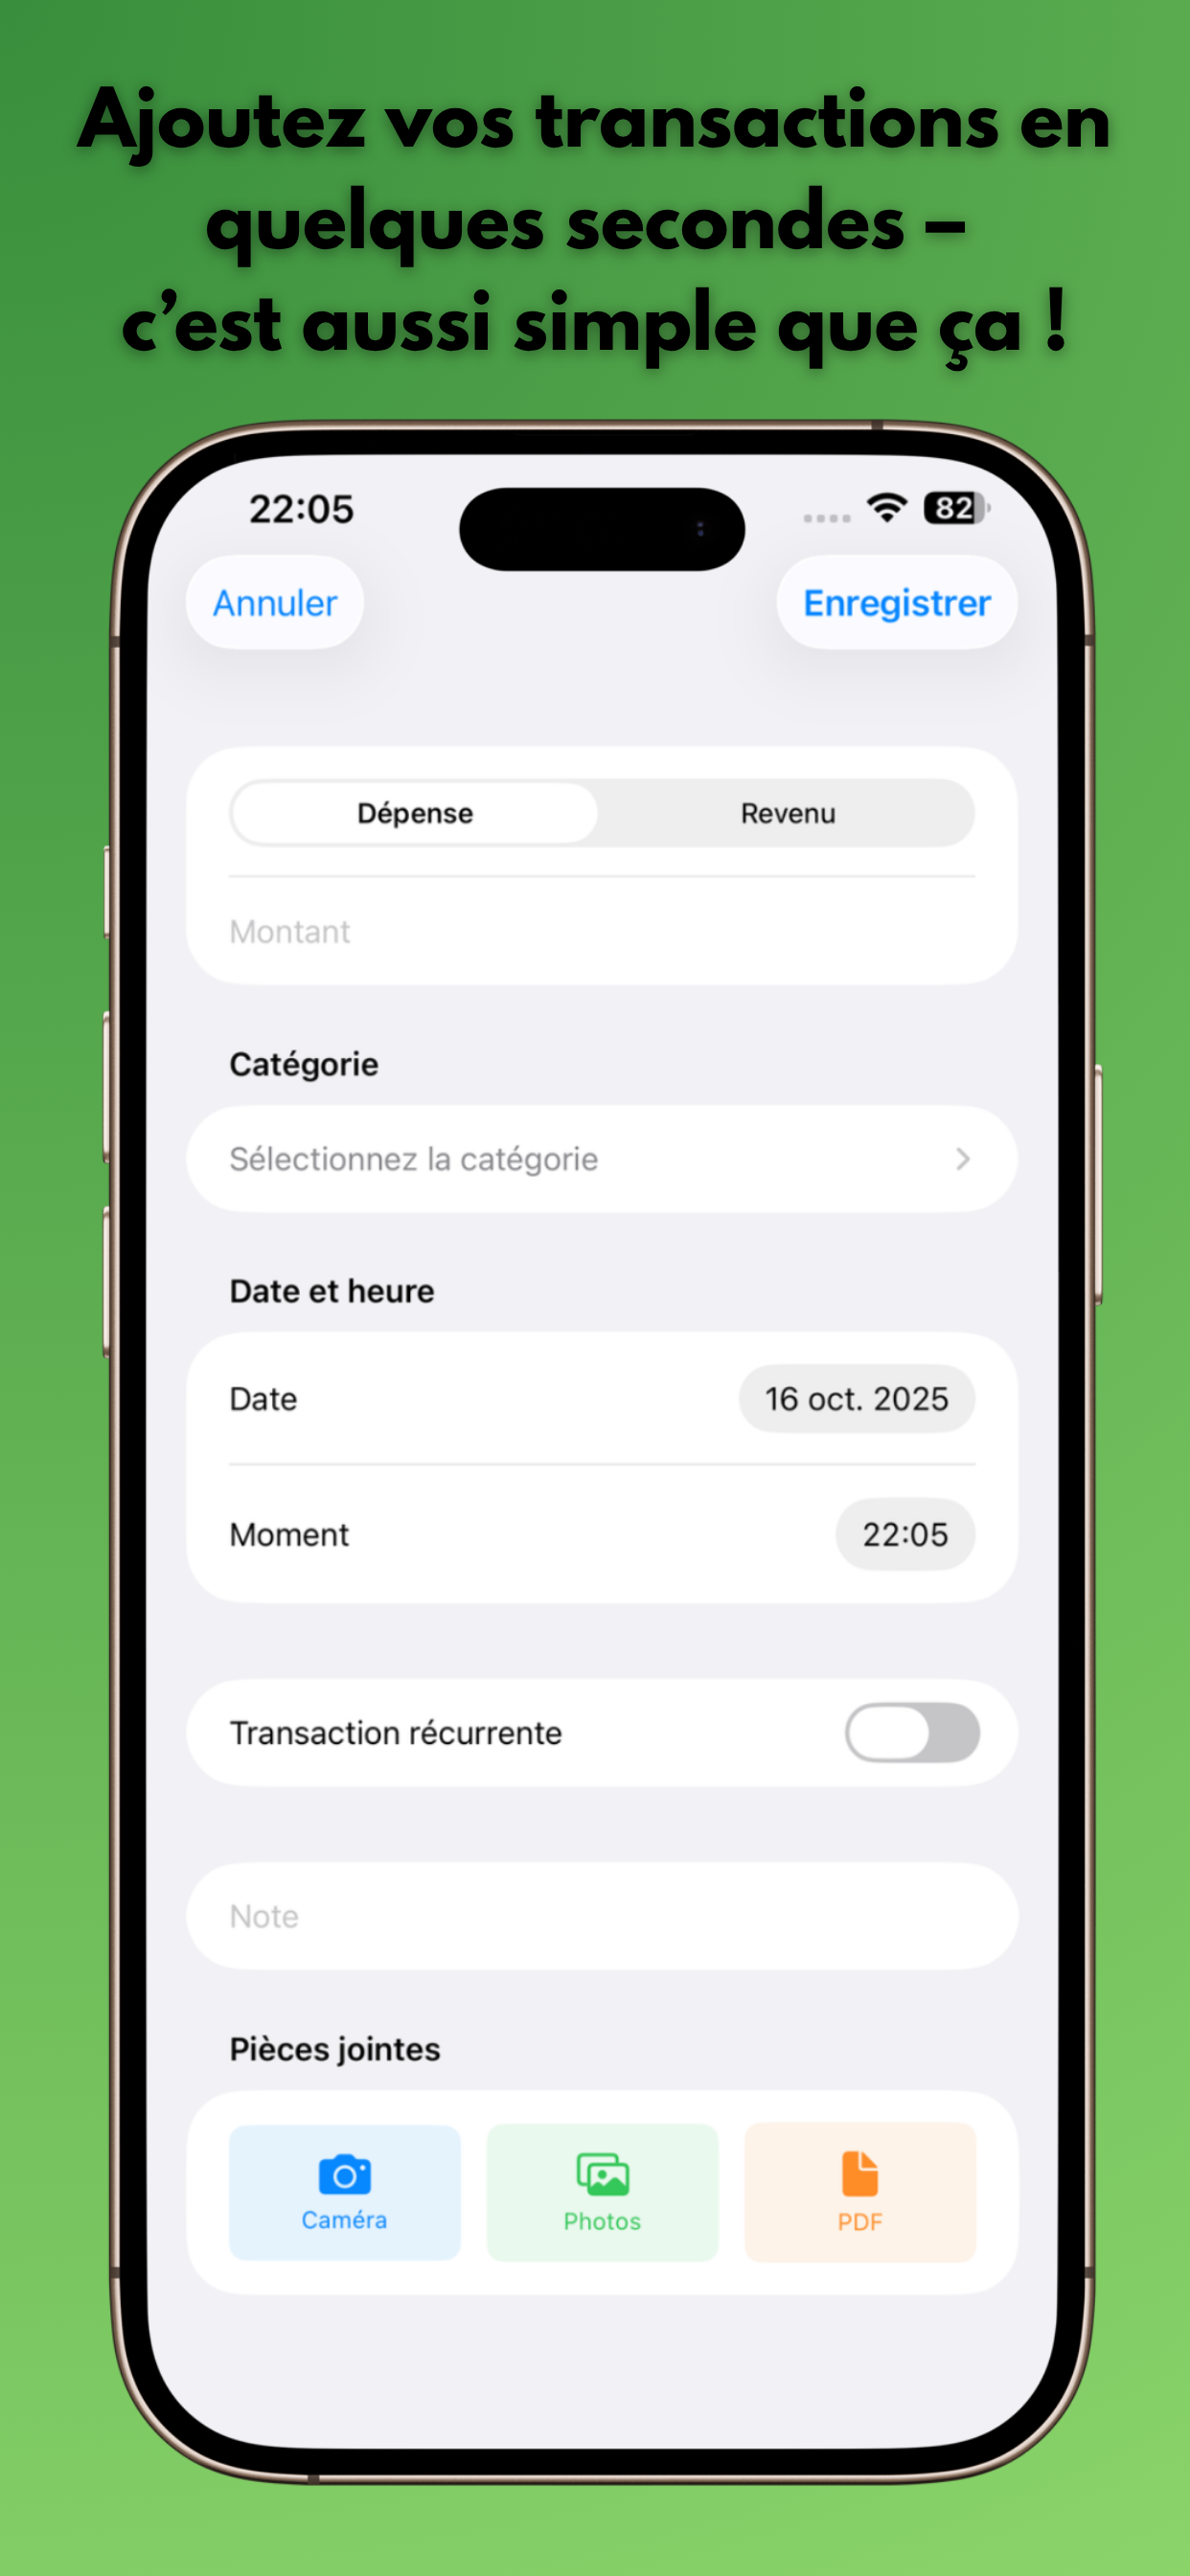 Ajoutez vos transactions en
quelques secondes –
c’est aussi simple que ça !
22:05
82
Annuler
Enregistrer
Dépense
Revenu
Montant
Catégorie
Sélectionnez la catégorie
Date et heure
Date
16 oct. 2025
Moment
22:05
Transaction récurrente
Note
Pièces jointes
Caméra
Photos
PDF